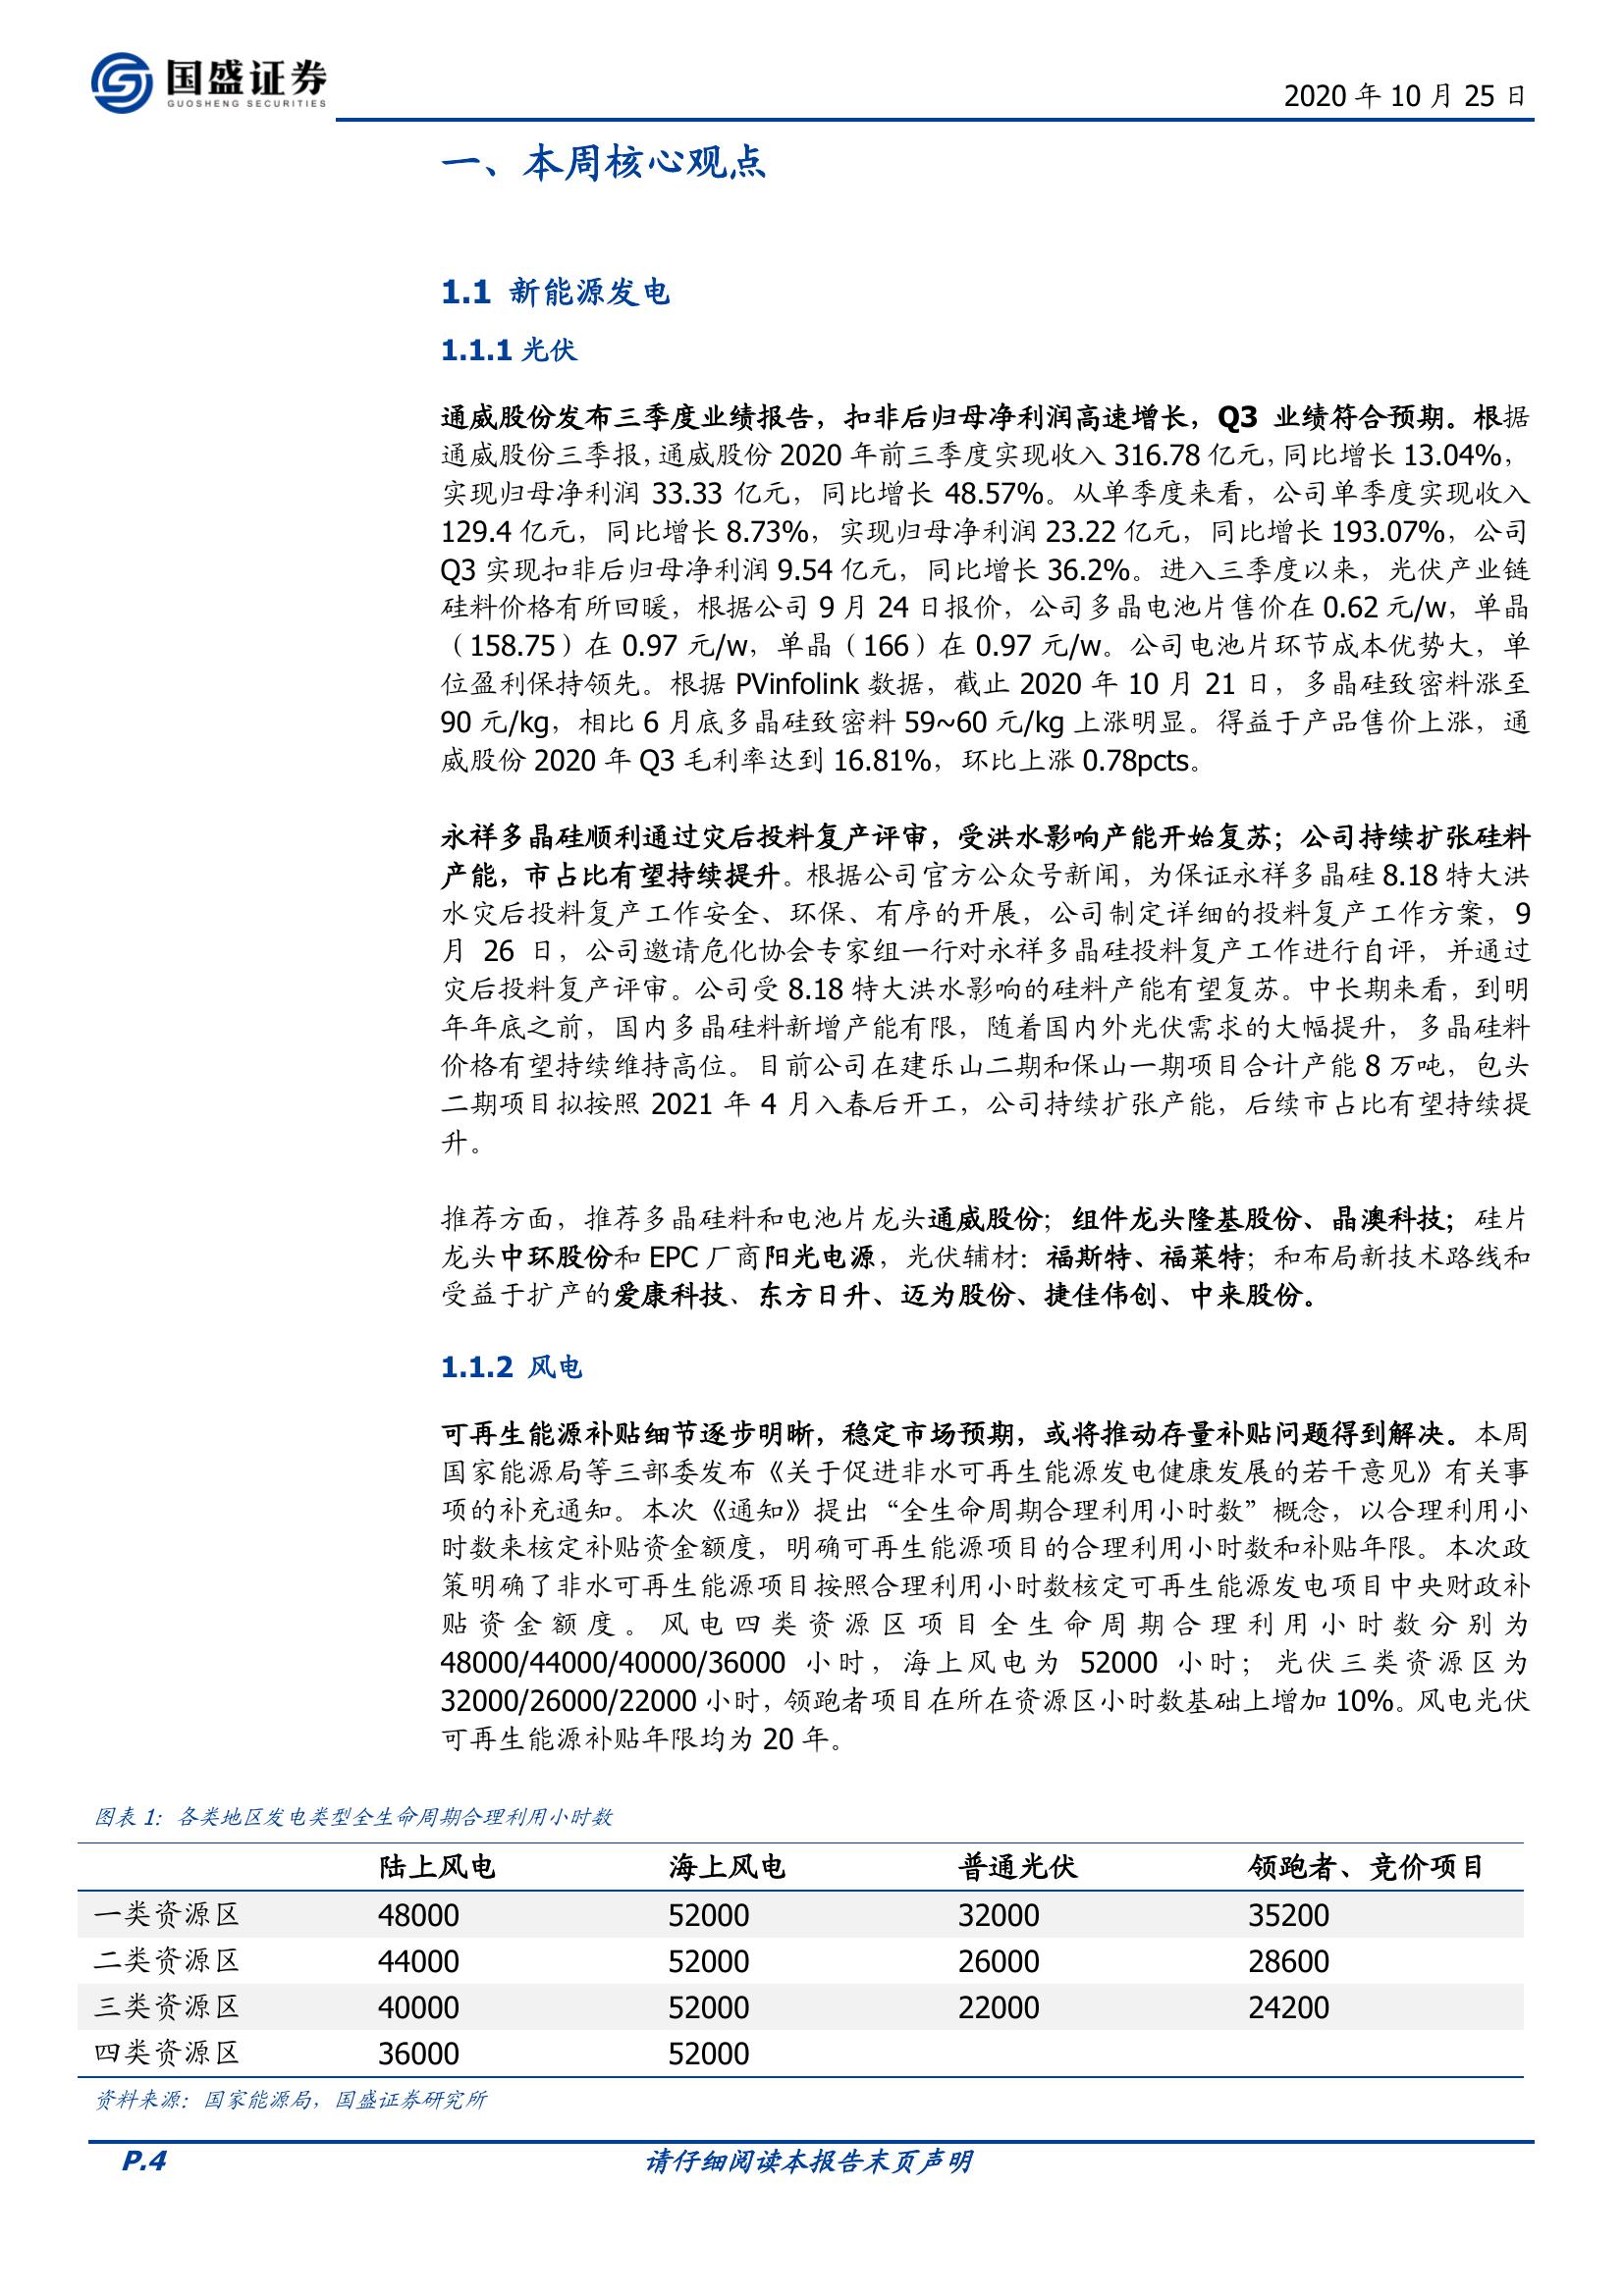 国盛证券
GUOSHENG SECURITIES
2020 年 10 月 25 日
一、本周核心观点
1.1 新能源发电
1.1.1 光伏
通威股份发布三季度业绩报告，扣非后归母净利润高速增长，Q3 业绩符合预期。根据
通威股份三季报，通威股份 2020 年前三季度实现收入 316.78 亿元，同比增长 13.04%，
实现归母净利润 33.33 亿元，同比增长 48.57%。从单季度来看，公司单季度实现收入
129.4 亿元，同比增长 8.73%，实现归母净利润 23.22 亿元，同比增长 193.07%，公司
Q3 实现扣非后归母净利润 9.54 亿元，同比增长 36.2%。进入三季度以来，光伏产业链
硅料价格有所回暖，根据公司 9 月 24 日报价，公司多晶电池片售价在 0.62 元/w，单晶
（158.75）在 0.97 元/w，单晶（166）在 0.97 元/w。公司电池片环节成本优势大，单
位盈利保持领先。根据 PVinfolink 数据，截止 2020 年 10 月 21 日，多晶硅致密料涨至
90 元/kg，相比 6 月底多晶硅致密料 59~60 元/kg 上涨明显。得益于产品售价上涨，通
威股份 2020 年 Q3 毛利率达到 16.81%，环比上涨 0.78pcts。
永祥多晶硅顺利通过灾后投料复产评审，受洪水影响产能开始复苏；公司持续扩张硅料
产能，市占比有望持续提升。根据公司官方公众号新闻，为保证永祥多晶硅 8.18 特大洪
水灾后投料复产工作安全、环保、有序的开展，公司制定详细的投料复产工作方案，9
月 26 日，公司邀请危化协会专家组一行对永祥多晶硅投料复产工作进行自评，并通过
灾后投料复产评审。公司受 8.18 特大洪水影响的硅料产能有望复苏。中长期来看，到明
年年底之前，国内多晶硅料新增产能有限，随着国内外光伏需求的大幅提升，多晶硅料
价格有望持续维持高位。目前公司在建乐山二期和保山一期项目合计产能 8 万吨，包头
二期项目拟按照 2021 年 4 月入春后开工，公司持续扩张产能，后续市占比有望持续提
升。
推荐方面，推荐多晶硅料和电池片龙头通威股份；组件龙头隆基股份、晶澳科技；硅片
龙头中环股份和 EPC 厂商阳光电源，光伏辅材：福斯特、福莱特；和布局新技术路线和
受益于扩产的爱康科技、东方日升、迈为股份、捷佳伟创、中来股份。
1.1.2 风电
可再生能源补贴细节逐步明晰，稳定市场预期，或将推动存量补贴问题得到解决。本周
国家能源局等三部委发布《关于促进非水可再生能源发电健康发展的若干意见》有关事
项的补充通知。本次《通知》提出“全生命周期合理利用小时数”概念，以合理利用小
时数来核定补贴资金额度，明确可再生能源项目的合理利用小时数和补贴年限。本次政
策明确了非水可再生能源项目按照合理利用小时数核定可再生能源发电项目中央财政补
贴资金额度。风电四类资源区项目全生命周期合理利用小时数分别为
48000/44000/40000/36000 小时，海上风电为 52000 小时；光伏三类资源区为
32000/26000/22000 小时，领跑者项目在所在资源区小时数基础上增加 10%。风电光伏
可再生能源补贴年限均为 20 年。
图表 1：各类地区发电类型全生命周期合理利用小时数
陆上风电 海上风电 普通光伏 领跑者、竞价项目
一类资源区 48000 52000 32000 35200
二类资源区 44000 52000 26000 28600
三类资源区 40000 52000 22000 24200
四类资源区 36000 52000
资料来源：国家能源局，国盛证券研究所
P.4 请仔细阅读本报告末页声明